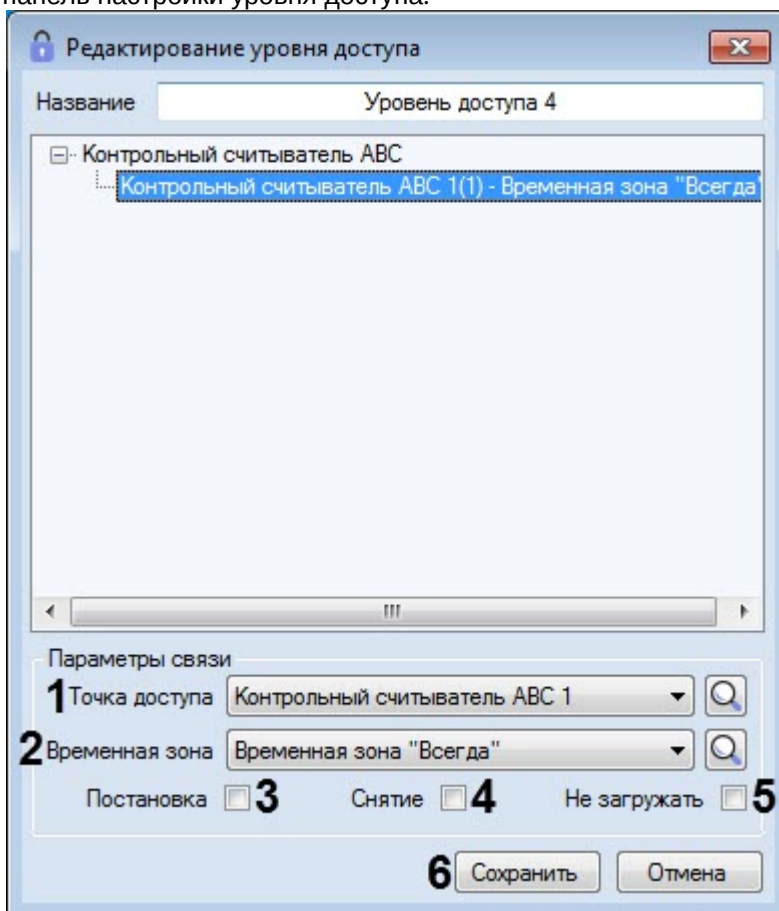 панель настройки уровня доступа.
Редактирование уровня доступа
Название Уровень доступа 4
Контрольный считыватель ABC
Контрольный считыватель ABC 1(1) - Временная зона "Всегда"
Параметры связи
1 Точка доступа Контрольный считыватель ABC 1
2 Временная зона Временная зона "Всегда"
Постановка 3 Снятие 4 Не загружать 5
6 Сохранить Отмена